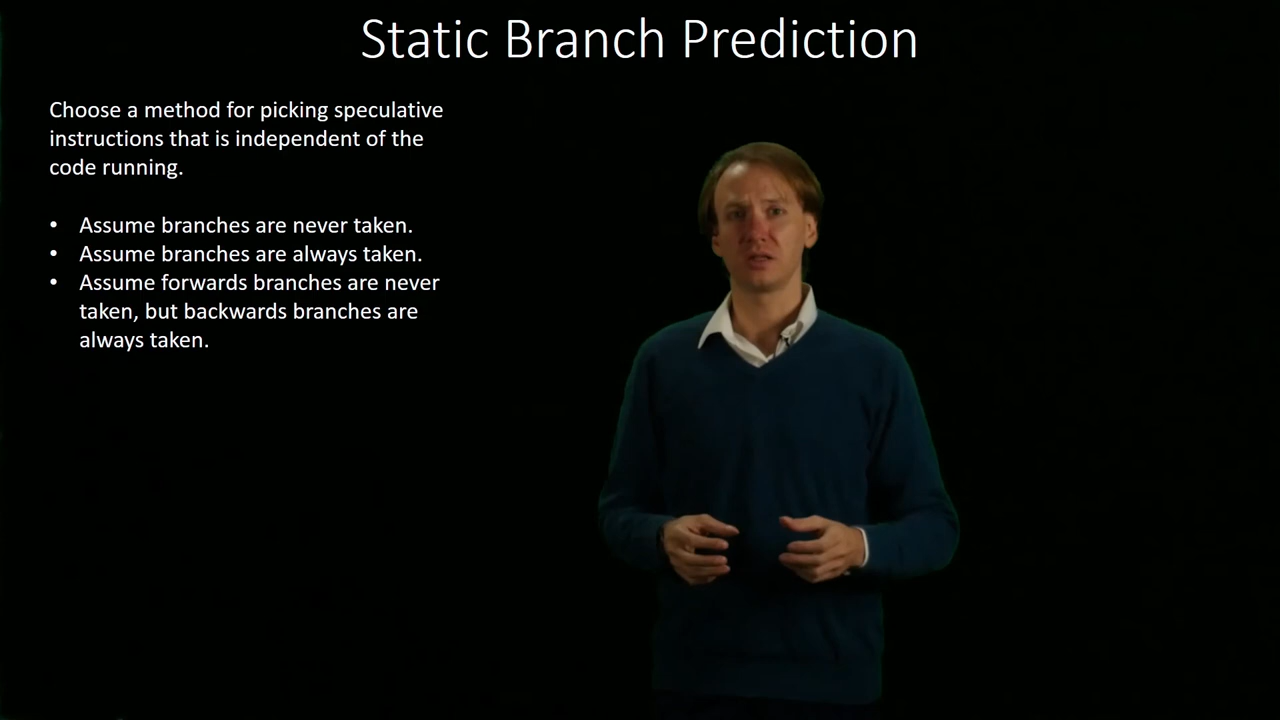 Static Branch Prediction
Choose a method for picking speculative
instructions that is independent of the
code running.
• Assume branches are never taken.
• Assume branches are always taken.
• Assume forwards branches are never
taken, but backwards branches are
always taken.